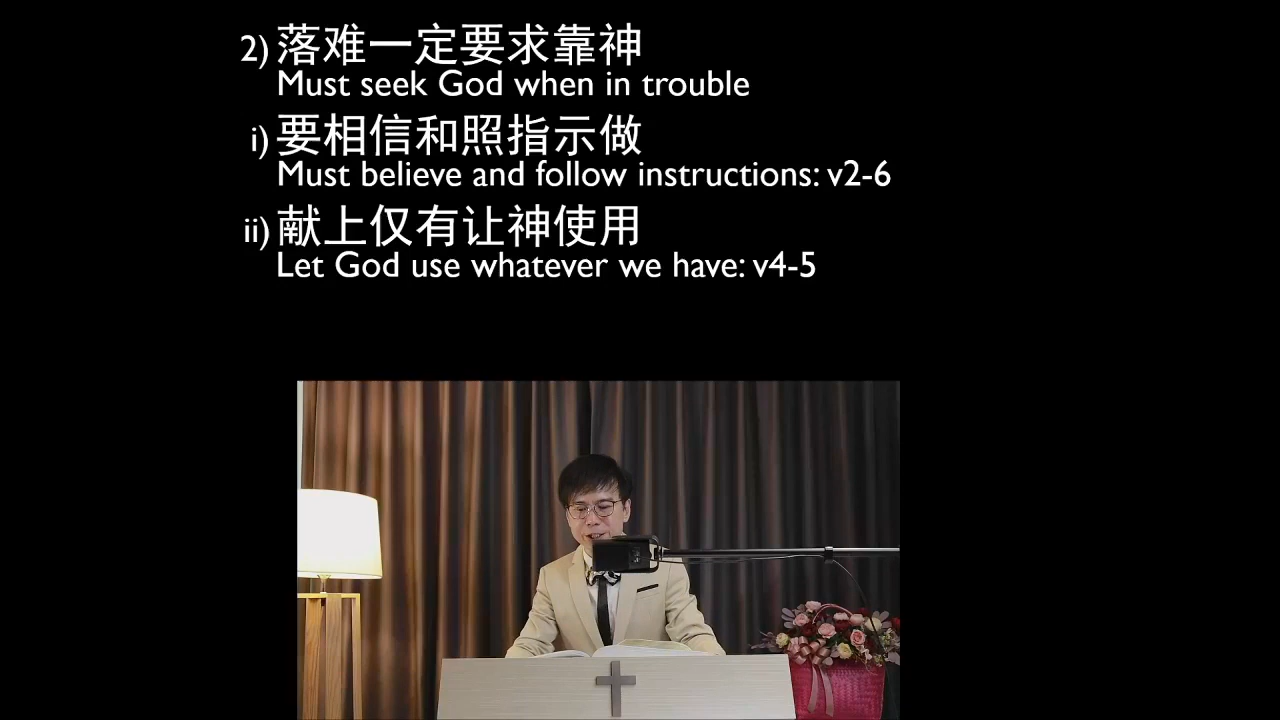 2) 落难一定要求靠神
Must seek God when in trouble
i) 要相信和照指示做
Must believe and follow instructions: v2-6
ii) 献上仅有让神使用
Let God use whatever we have: v4-5